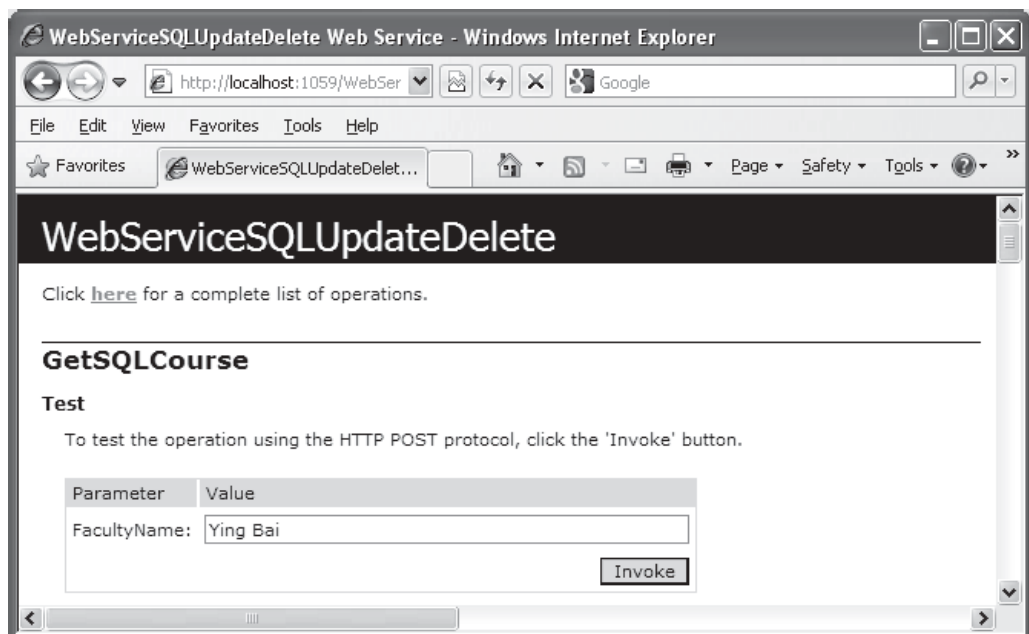 WebServiceSQLUpdateDelete Web Service - Windows Internet Explorer
http://localhost:1059/WebSer
Google
File Edit View Favorites Tools Help
Favorites WebServiceSQLUpdateDelet... Page Safety Tools »
WebServiceSQLUpdateDelete
Click here for a complete list of operations.
GetSQLCourse
Test
To test the operation using the HTTP POST protocol, click the 'Invoke' button.
Parameter Value
FacultyName: Ying Bai
Invoke